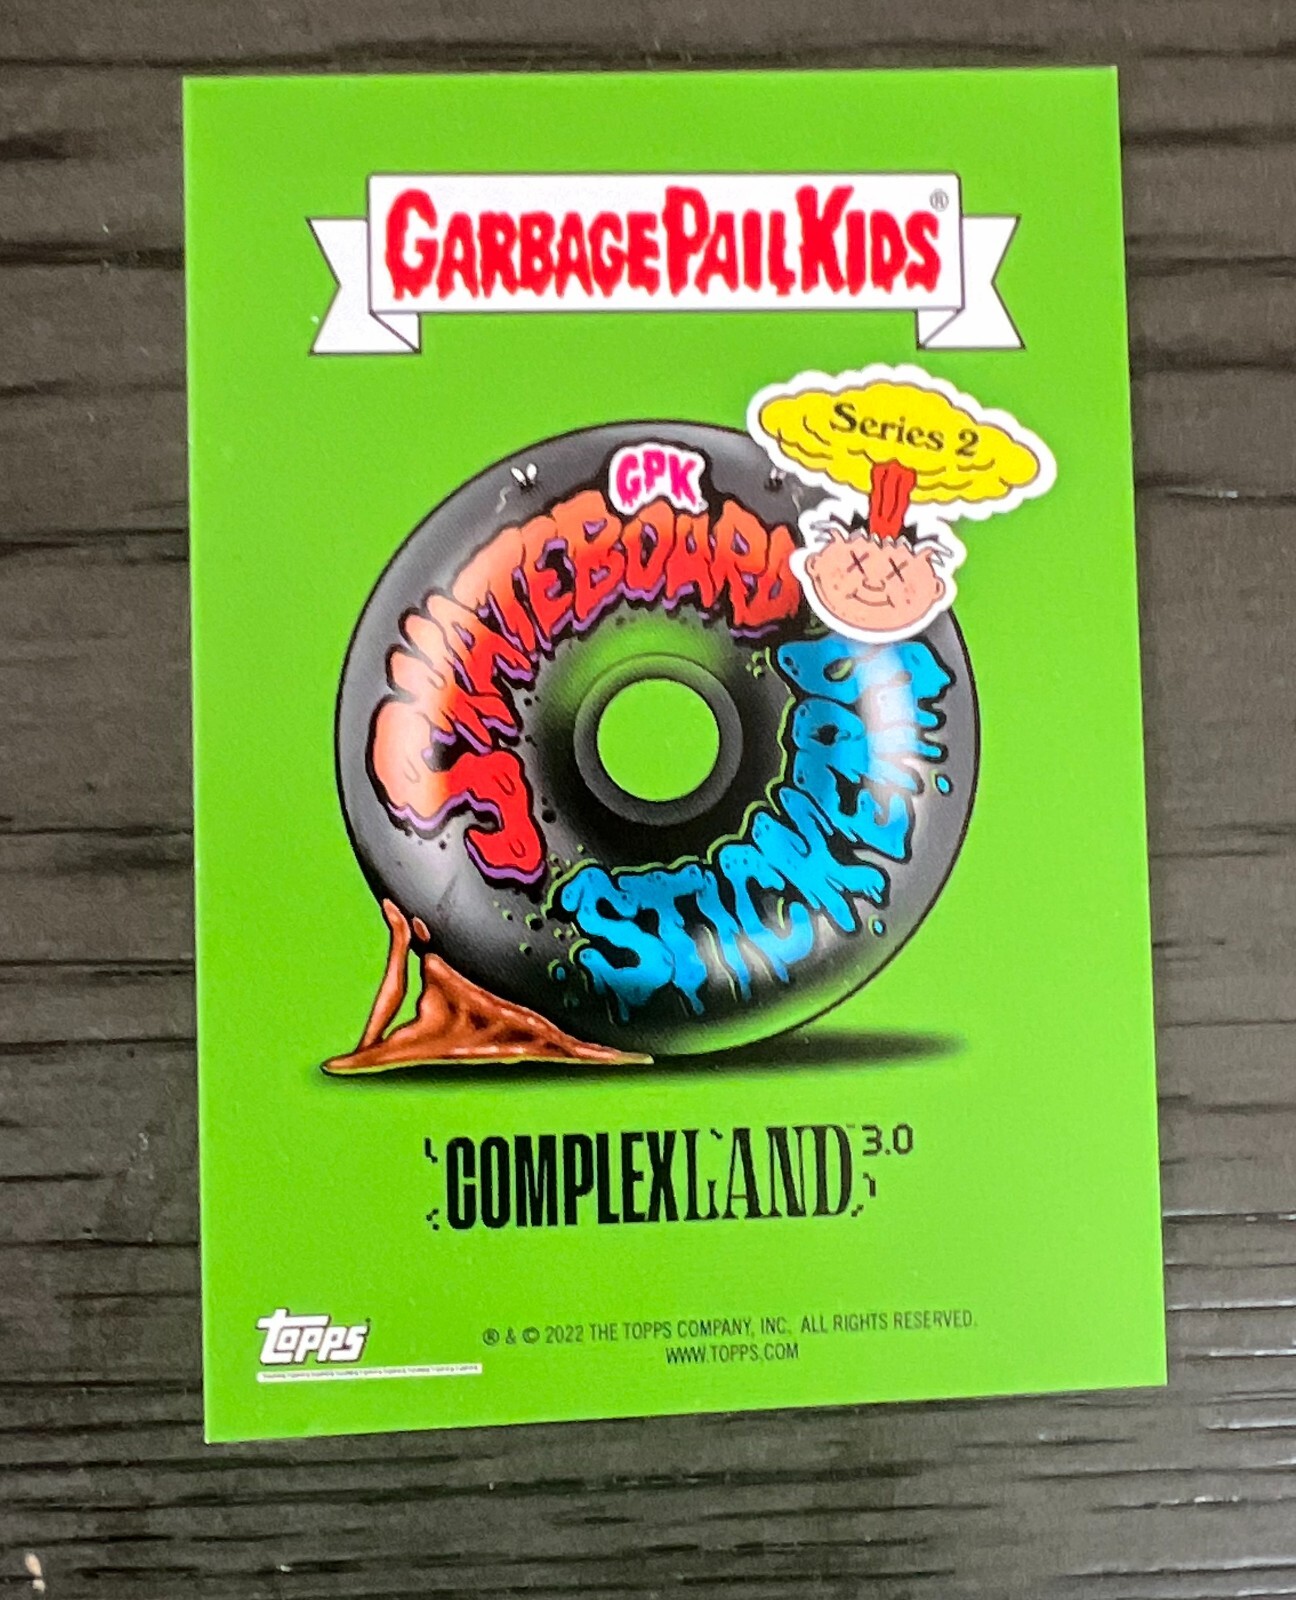 GARBAGE PAIL KIDS®
Series 2
GPK
SKATEBOARD
STICKERS
COMPLEXLAND 3.0
topps
® & © 2022 THE TOPPS COMPANY, INC. ALL RIGHTS RESERVED.
WWW.TOPPS.COM